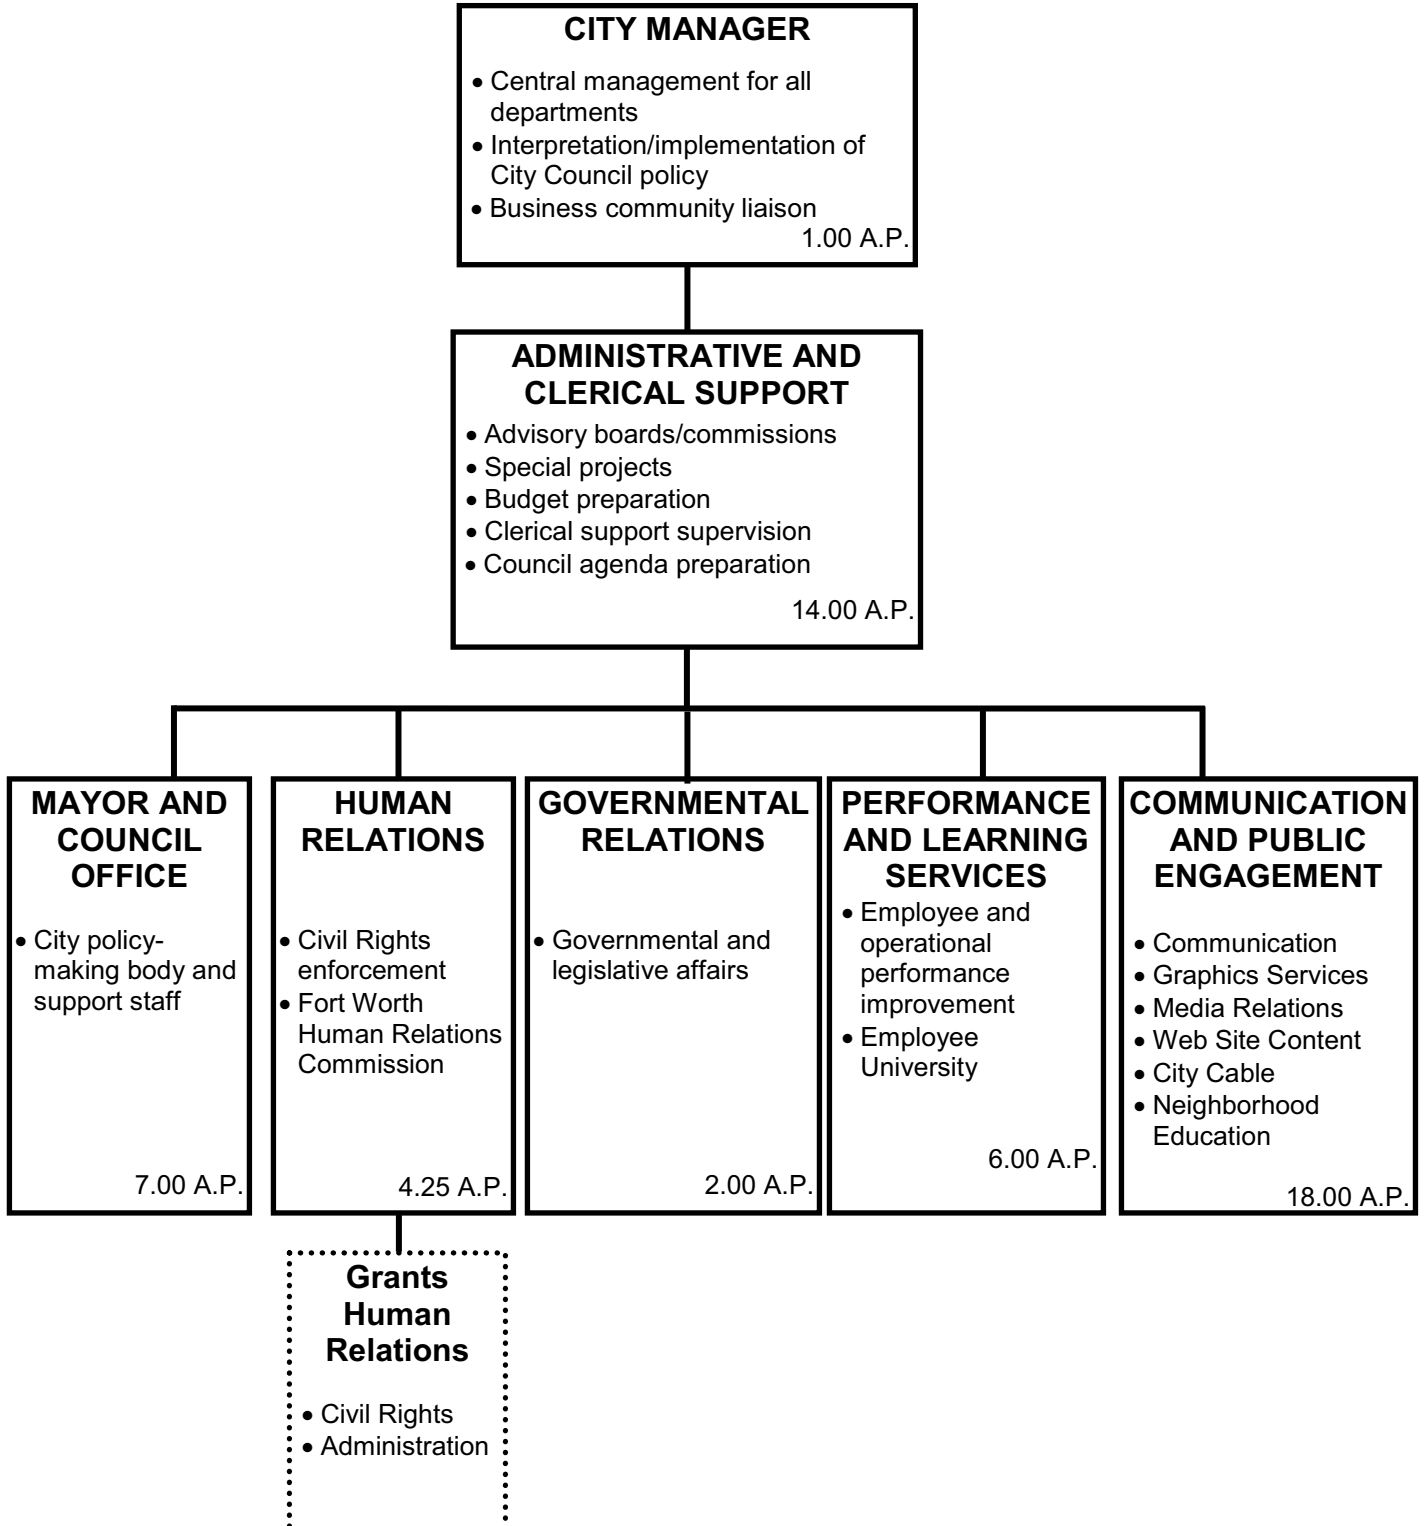 CITY MANAGER
• Central management for all
departments
• Interpretation/implementation of
City Council policy
• Business community liaison
1.00 A.P.
ADMINISTRATIVE AND
CLERICAL SUPPORT
• Advisory boards/commissions
• Special projects
• Budget preparation
• Clerical support supervision
• Council agenda preparation
14.00 A.P.
MAYOR AND
COUNCIL
OFFICE
• City policy-
making body and
support staff
7.00 A.P.
HUMAN
RELATIONS
• Civil Rights
enforcement
• Fort Worth
Human Relations
Commission
4.25 A.P.
GOVERNMENTAL
RELATIONS
• Governmental and
legislative affairs
2.00 A.P.
PERFORMANCE
AND LEARNING
SERVICES
• Employee and
operational
performance
improvement
• Employee
University
6.00 A.P.
COMMUNICATION
AND PUBLIC
ENGAGEMENT
• Communication
• Graphics Services
• Media Relations
• Web Site Content
• City Cable
• Neighborhood
Education
18.00 A.P.
Grants
Human
Relations
• Civil Rights
• Administration